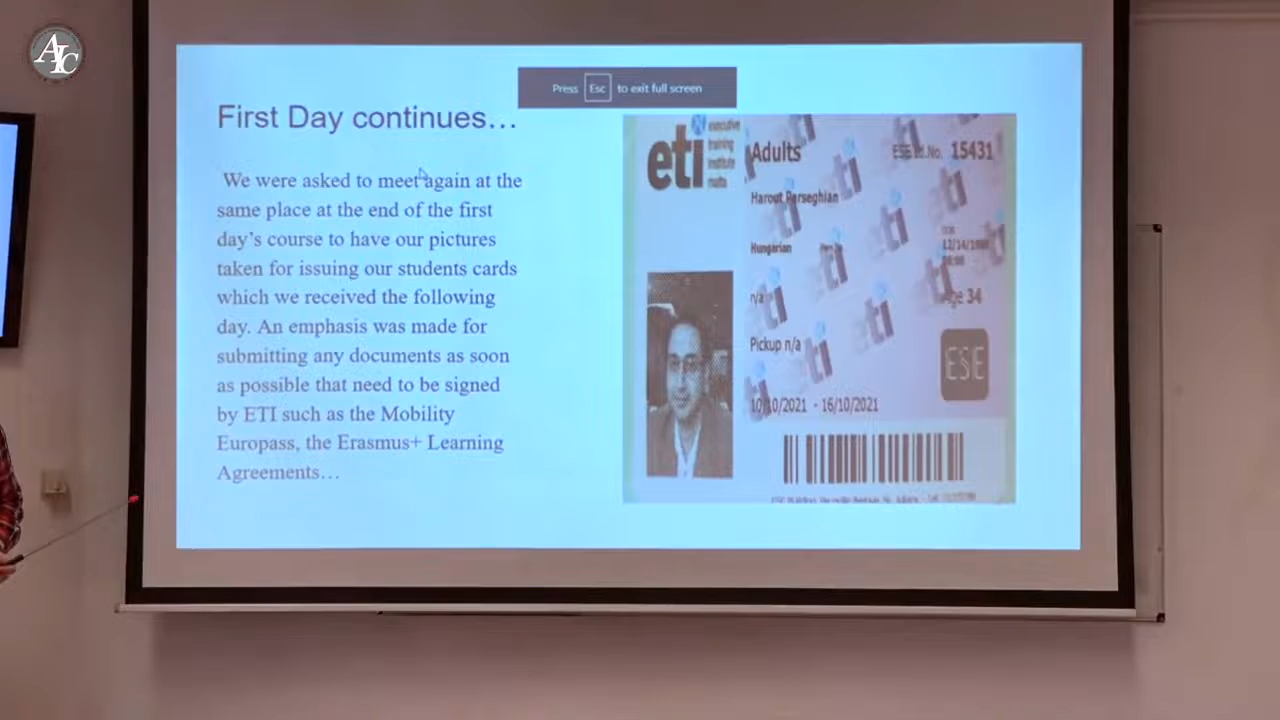 AIC
Press Esc to exit full screen
First Day continues…
We were asked to meet again at the
same place at the end of the first
day's course to have our pictures
taken for issuing our students cards
which we received the following
day. An emphasis was made for
submitting any documents as soon
as possible that need to be signed
by ETI such as the Mobility
Europass, the Erasmus+ Learning
Agreements…
eti
executive
training
institute
malta
Adults
ESE No. 15431
Harout Perseghian
Hungarian
n/a
Age 34
Pickup n/a
10/10/2021 - 16/10/2021
ESE